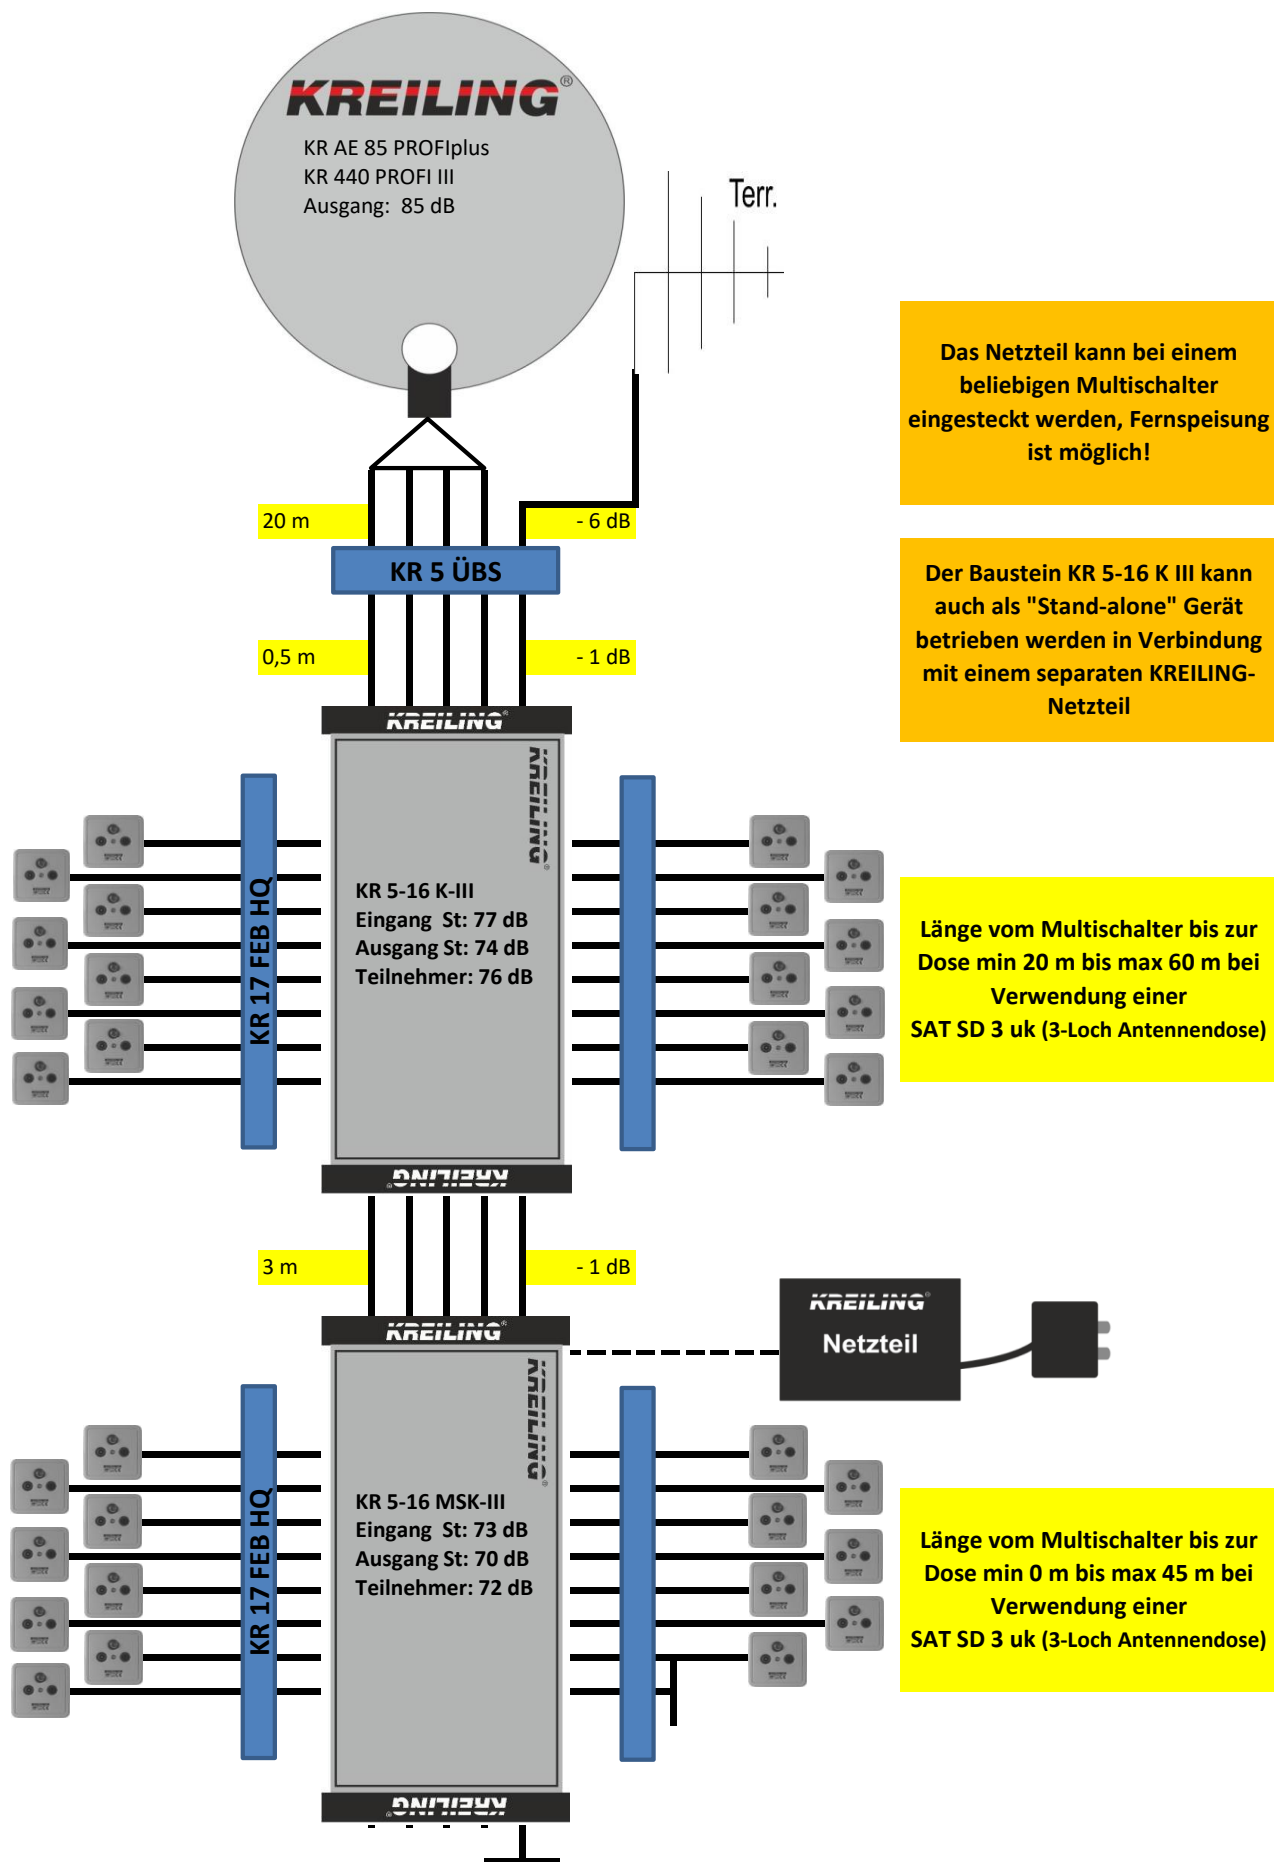 KREILING®
KR AE 85 PROFIplus
KR 440 PROFI III
Ausgang: 85 dB
Terr.
Das Netzteil kann bei einem
beliebigen Multischalter
eingesteckt werden, Fernspeisung
ist möglich!
20 m
- 6 dB
KR 5 ÜBS
Der Baustein KR 5-16 K III kann
auch als "Stand-alone" Gerät
betrieben werden in Verbindung
mit einem separaten KREILING-
Netzteil
0,5 m
- 1 dB
KREILING®
KREILING®
KR 17 FEB HQ
KR 5-16 K-III
Eingang St: 77 dB
Ausgang St: 74 dB
Teilnehmer: 76 dB
Länge vom Multischalter bis zur
Dose min 20 m bis max 60 m bei
Verwendung einer
SAT SD 3 uk (3-Loch Antennendose)
KREILING®
3 m
- 1 dB
KREILING®
Netzteil
KREILING®
KREILING®
KR 17 FEB HQ
KR 5-16 MSK-III
Eingang St: 73 dB
Ausgang St: 70 dB
Teilnehmer: 72 dB
Länge vom Multischalter bis zur
Dose min 0 m bis max 45 m bei
Verwendung einer
SAT SD 3 uk (3-Loch Antennendose)
KREILING®